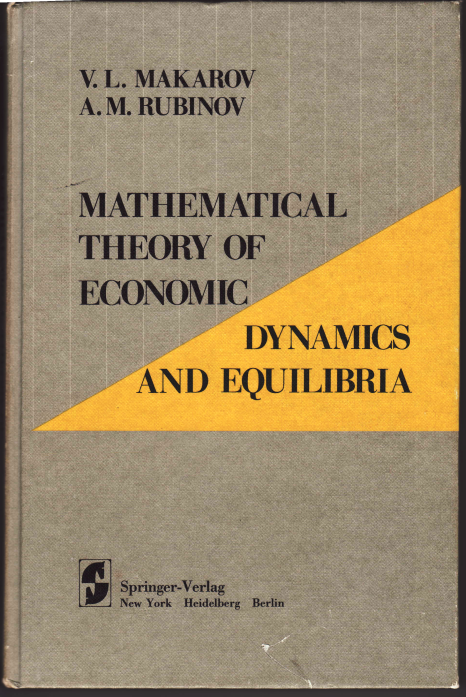 V. L. MAKAROV
A. M. RUBINOV
MATHEMATICAL
THEORY OF
ECONOMIC
DYNAMICS
AND EQUILIBRIA
Springer-Verlag
New York Heidelberg Berlin